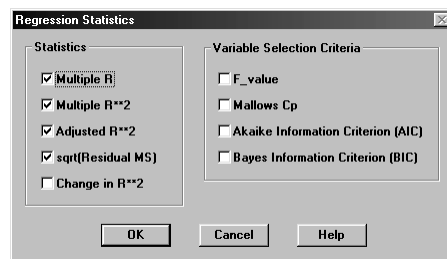 Regression Statistics
Statistics
Multiple R
Multiple R**2
Adjusted R**2
sqrt(Residual MS)
Change in R**2
Variable Selection Criteria
F_value
Mallows Cp
Akaike Information Criterion (AIC)
Bayes Information Criterion (BIC)
OK
Cancel
Help